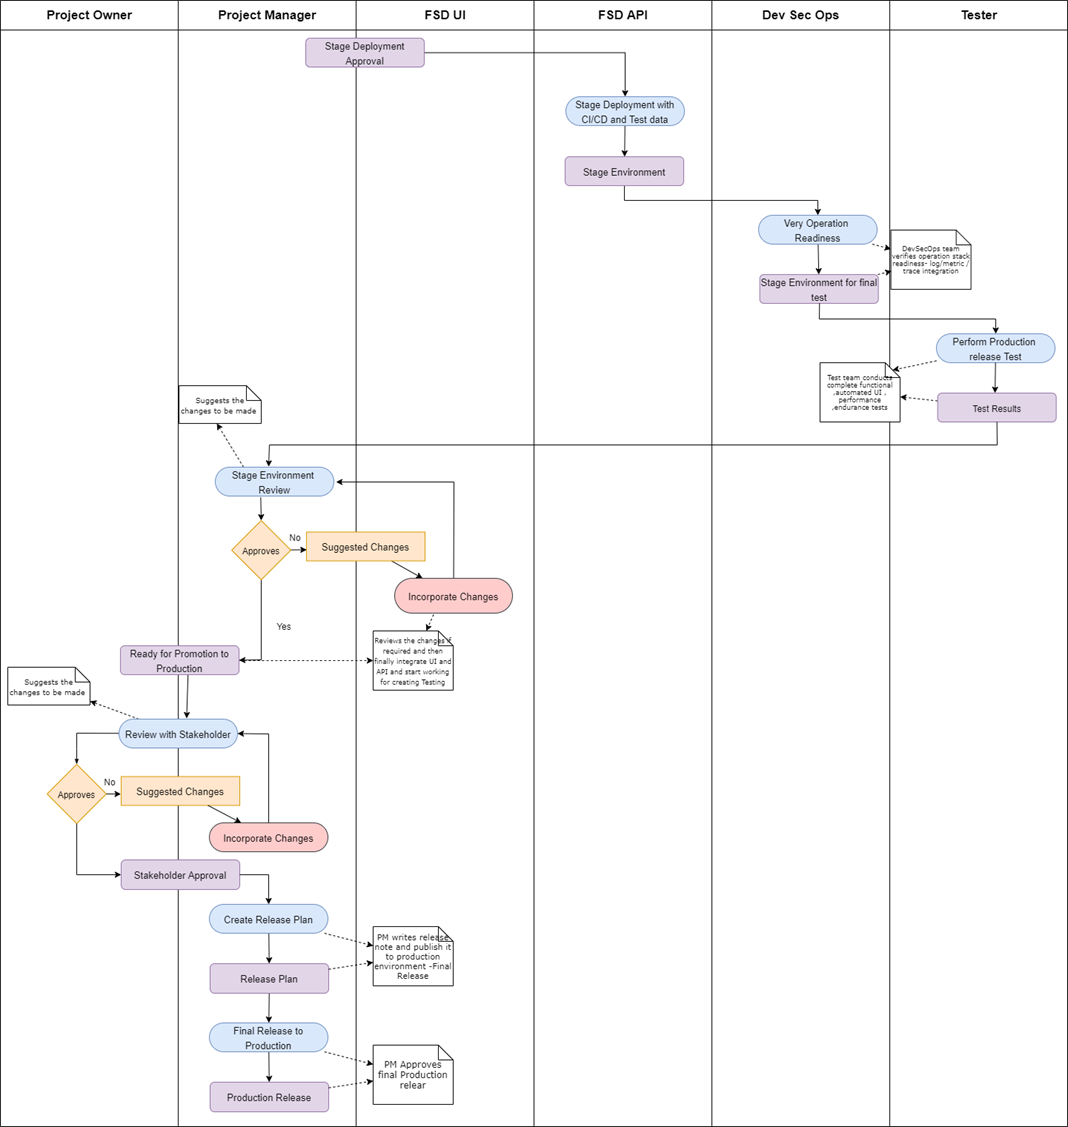 Project Owner
Project Manager
FSD UI
FSD API
Dev Sec Ops
Tester
Stage Deployment
Approval
Stage Deployment with
CI/CD and Test data
Stage Environment
Very Operation
Readiness
DevSecOps team
verifies operation stack
readiness- log/metric /
trace integration
Stage Environment for final
test
Perform Production
release Test
Test team conducts
complete functional
,automated UI ,
performance
,endurance tests
Test Results
Suggests the
changes to be made
Stage Environment
Review
Approves
No
Suggested Changes
Incorporate Changes
Yes
Reviews the changes if
required and then
finally integrate UI and
API and start working
for creating Testing
Ready for Promotion to
Production
Suggests the
changes to be made
Review with Stakeholder
Approves
No
Suggested Changes
Incorporate Changes
Stakeholder Approval
Create Release Plan
PM writes release
note and publish it
to production
environment -Final
Release
Release Plan
Final Release to
Production
PM Approves
final Production
relear
Production Release